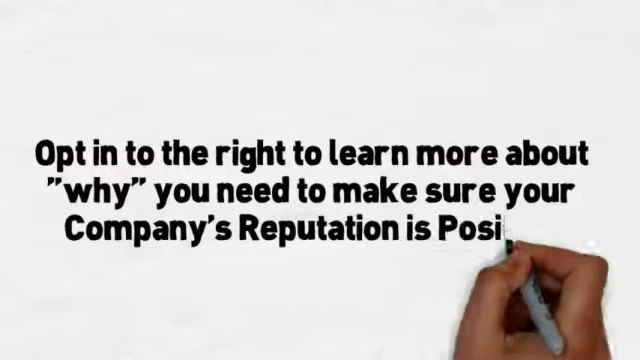 Opt in to the right to learn more about
"why" you need to make sure your
Company's Reputation is Posi